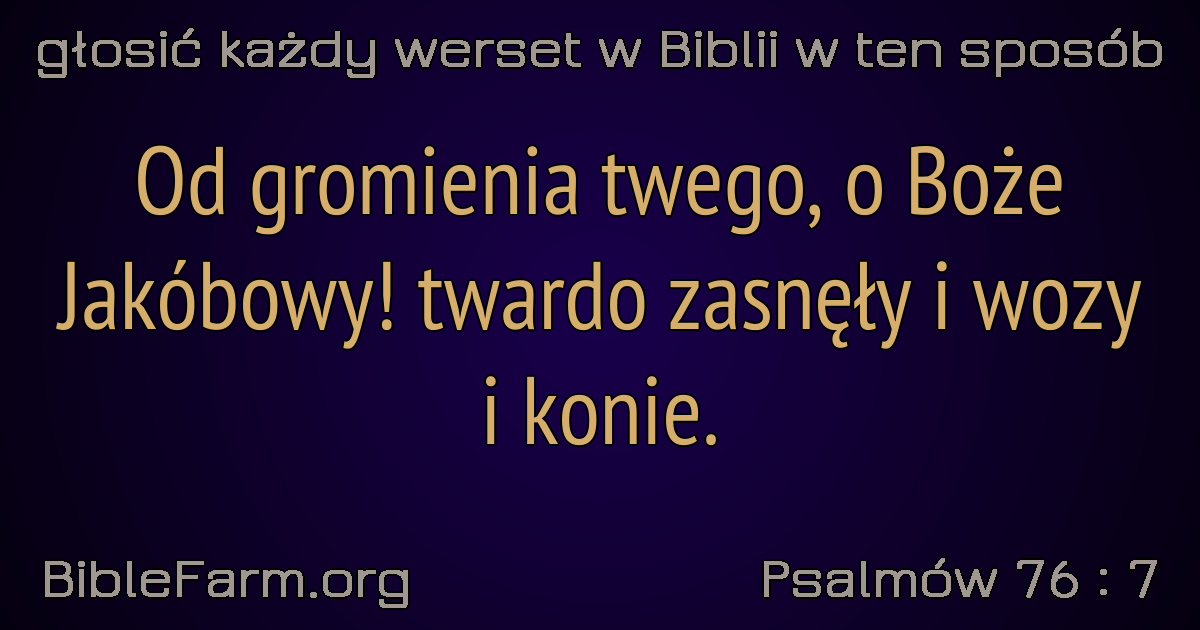 głosić każdy werset w Biblii w ten sposób
Od gromienia twego, o Boże
Jakóbowy! twardo zasnęły i wozy
i konie.
BibleFarm.org
Psalmów 76 : 7